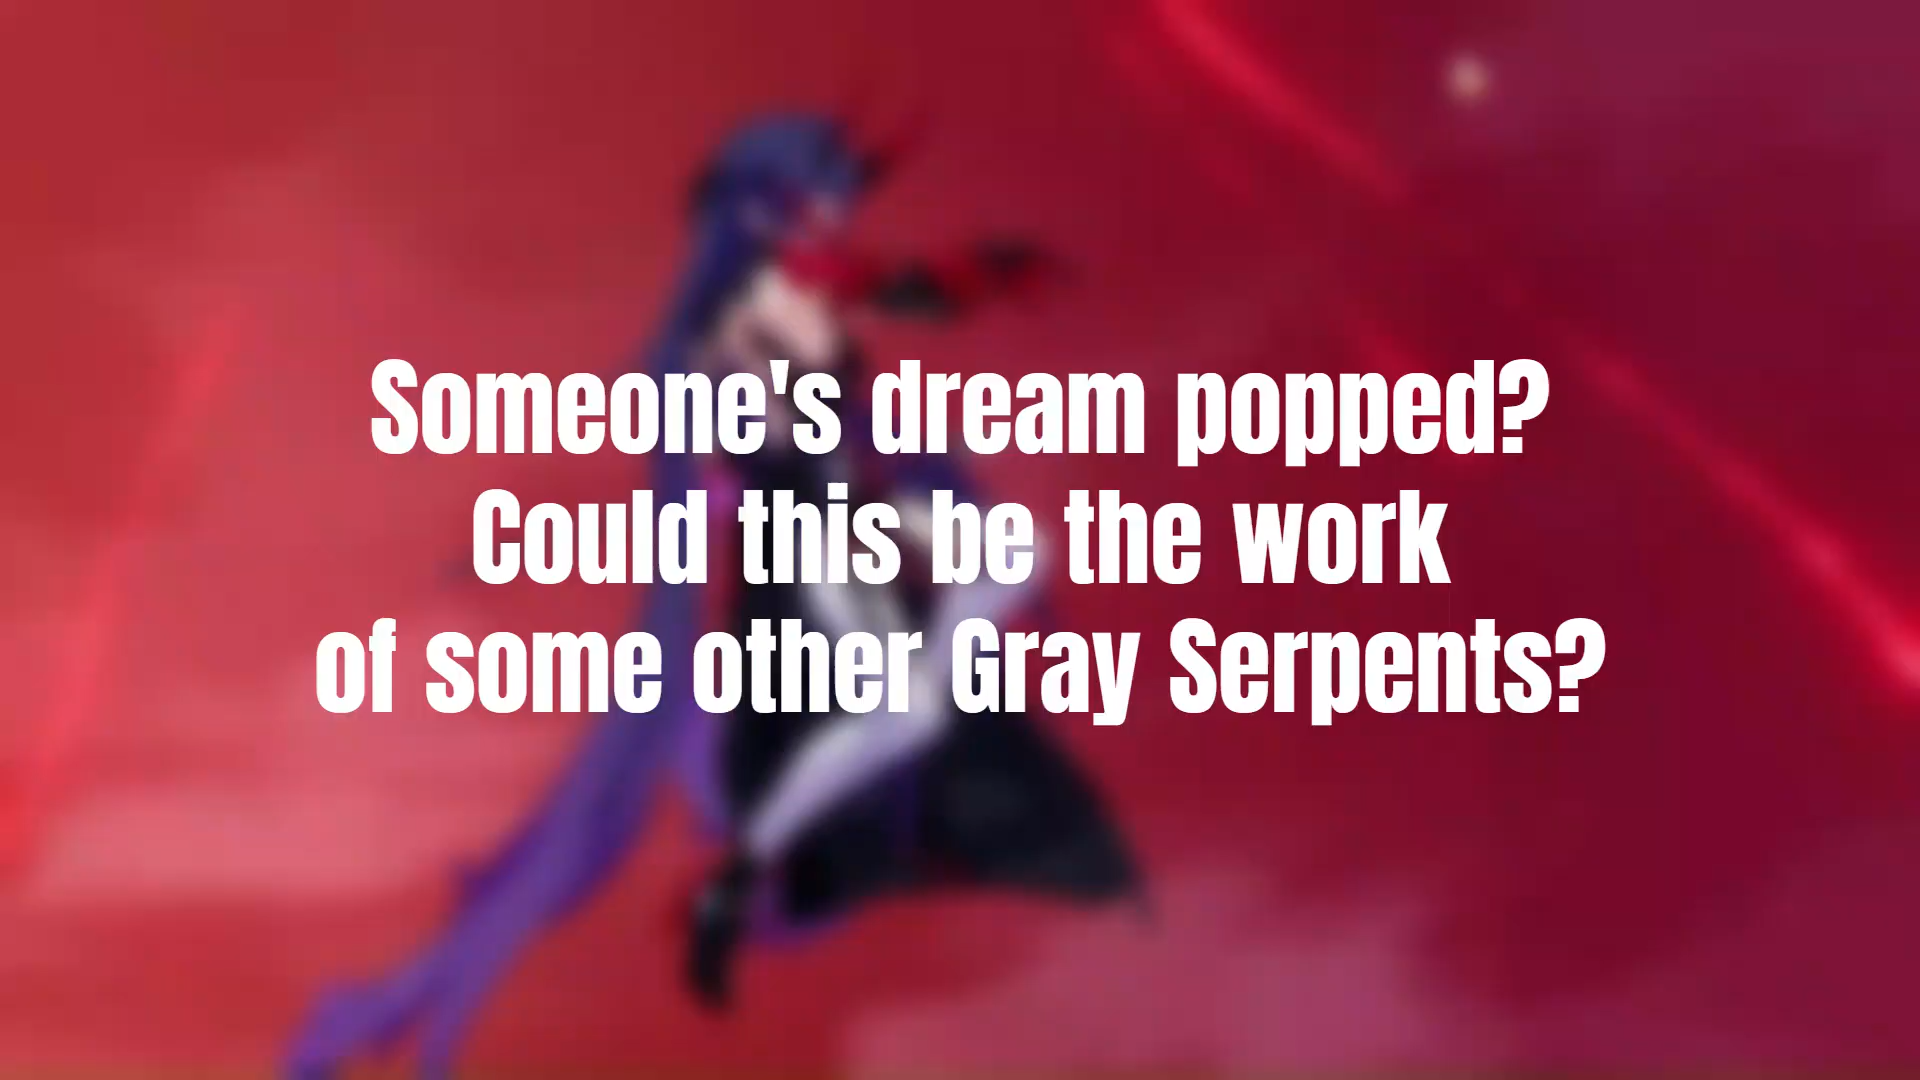 Someone's dream popped?
Could this be the work
of some other Gray Serpents?